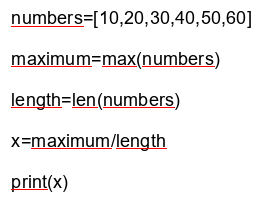 numbers=[10,20,30,40,50,60]
maximum=max(numbers)
length=len(numbers)
x=maximum/length
print(x)